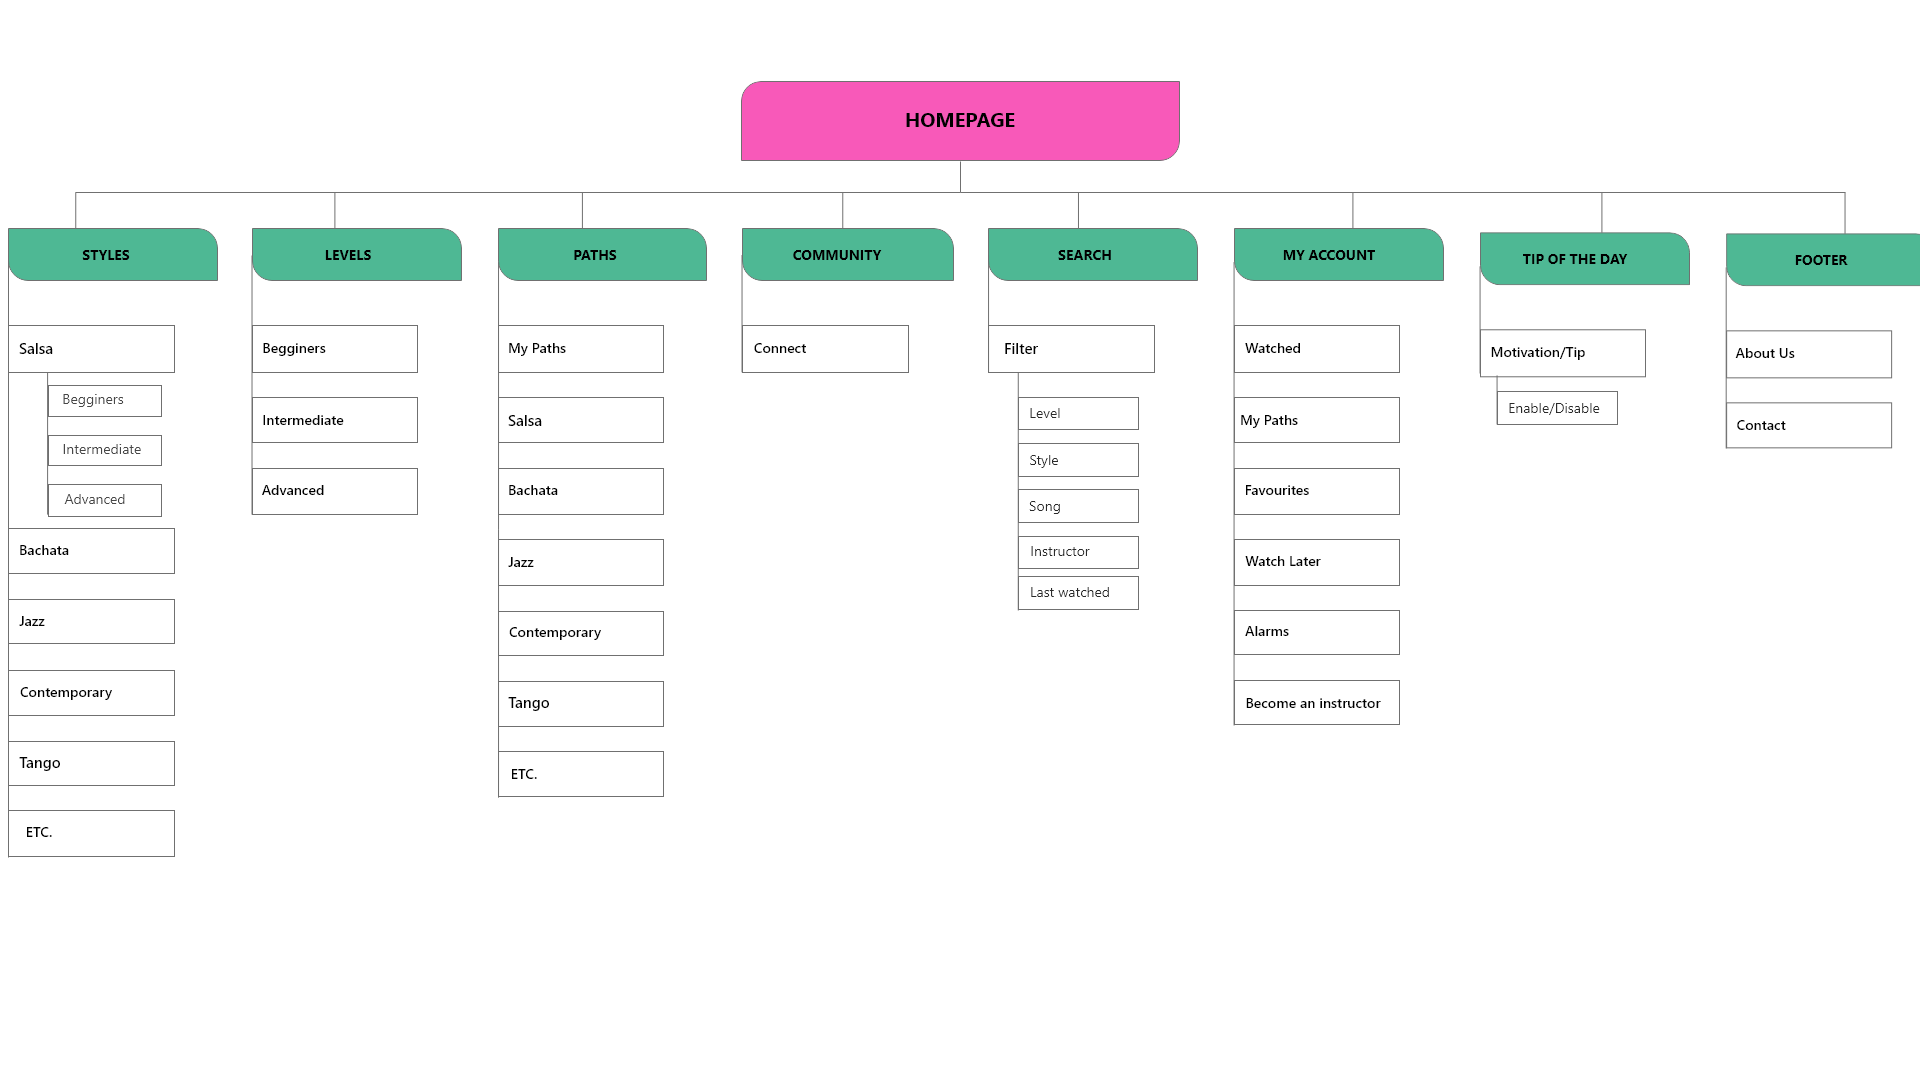 HOMEPAGE
STYLES
Salsa
Begginers
Intermediate
Advanced
Bachata
Jazz
Contemporary
Tango
ETC.
LEVELS
Begginers
Intermediate
Advanced
PATHS
My Paths
Salsa
Bachata
Jazz
Contemporary
Tango
ETC.
COMMUNITY
Connect
SEARCH
Filter
Level
Style
Song
Instructor
Last watched
MY ACCOUNT
Watched
My Paths
Favourites
Watch Later
Alarms
Become an instructor
TIP OF THE DAY
Motivation/Tip
Enable/Disable
FOOTER
About Us
Contact